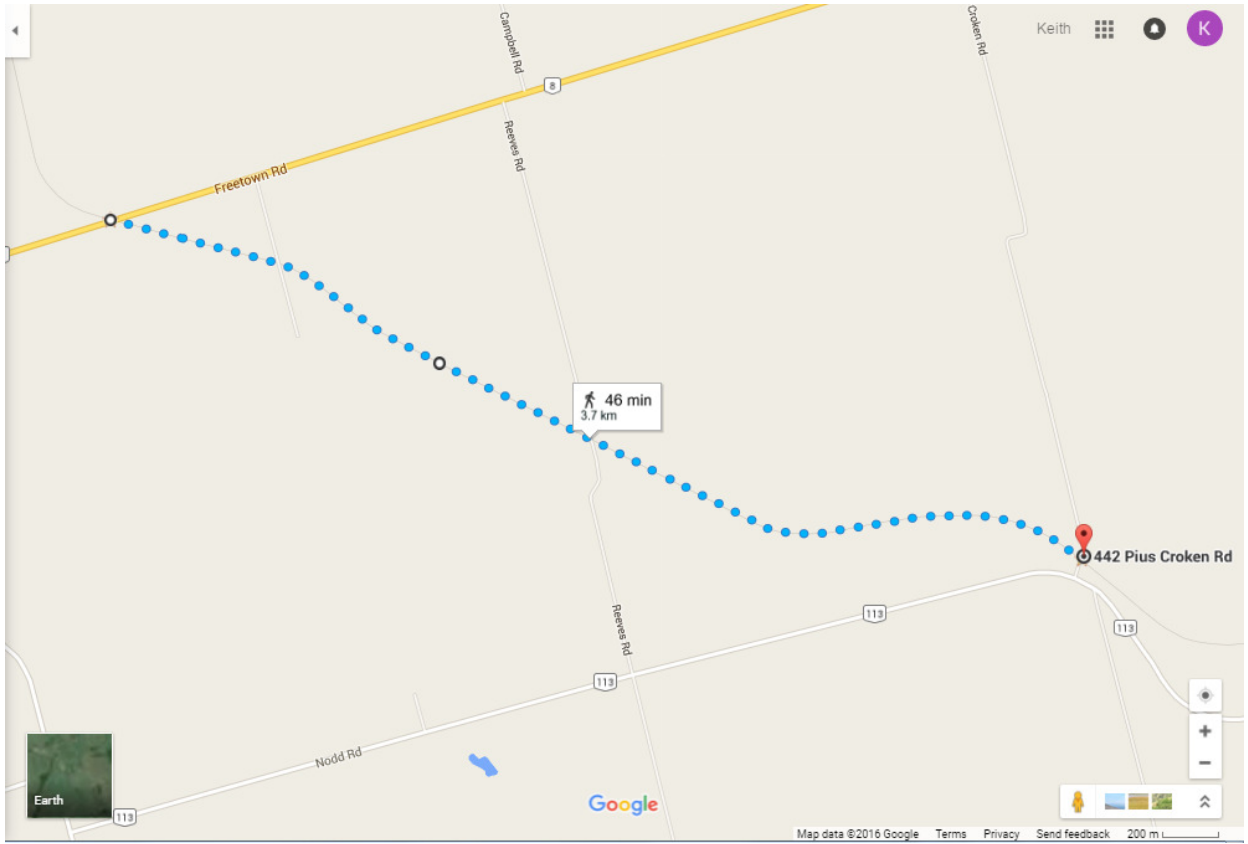 Campbell Rd
Croken Rd
Keith
K
8
Reeves Rd
Freetown Rd
46 min
3.7 km
442 Pius Croken Rd
113
113
Reeves Rd
113
Nodd Rd
Earth
113
Google
Map data ©2016 Google Terms Privacy Send feedback 200 m